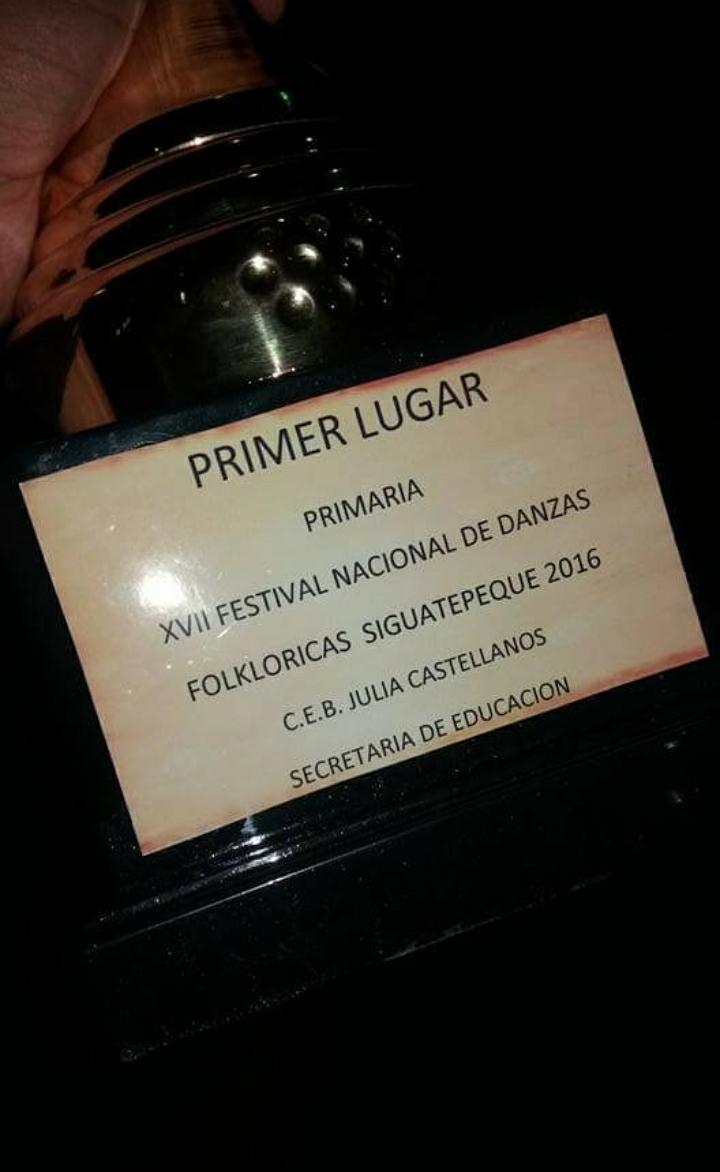 PRIMER LUGAR
PRIMARIA
XVII FESTIVAL NACIONAL DE DANZAS
FOLKLORICAS SIGUATEPEQUE 2016
C.E.B. JULIA CASTELLANOS
SECRETARIA DE EDUCACION